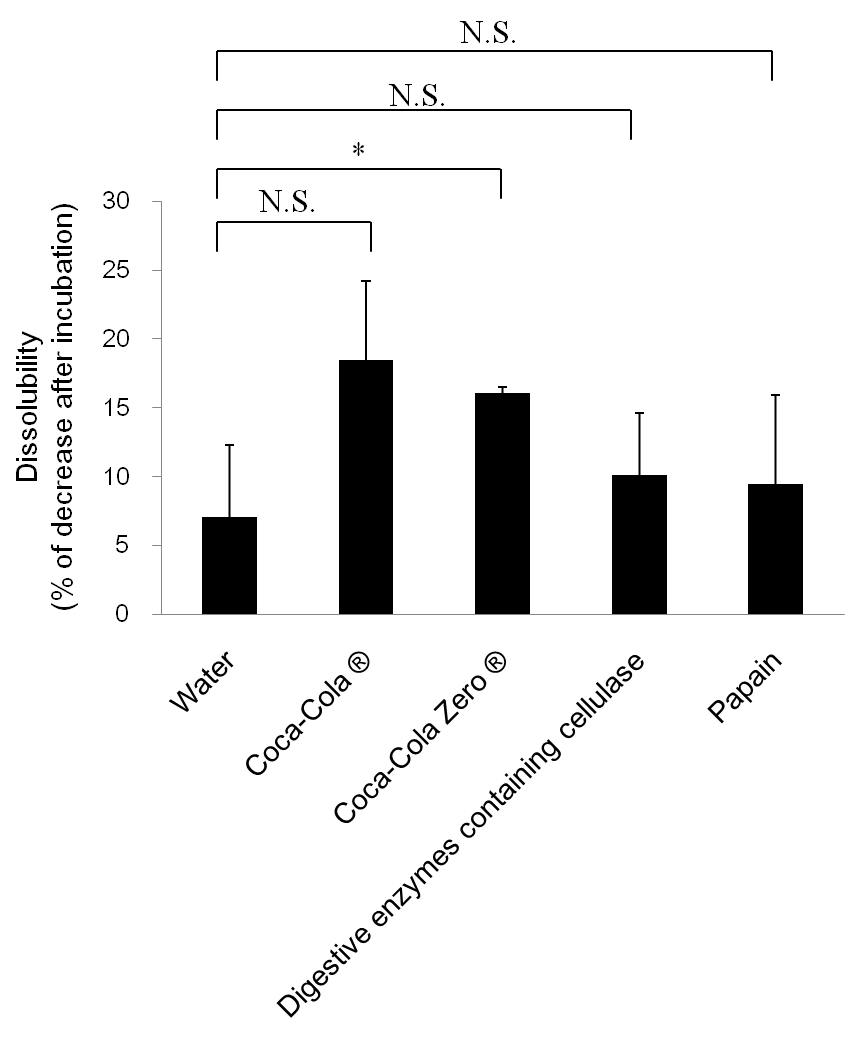 N.S.
N.S.
*
N.S.
30
25
20
15
10
5
0
Dissolubility
(% of decrease after incubation)
Water
Coca-Cola ®
Coca-Cola Zero ®
Digestive enzymes containing cellulase
Papain